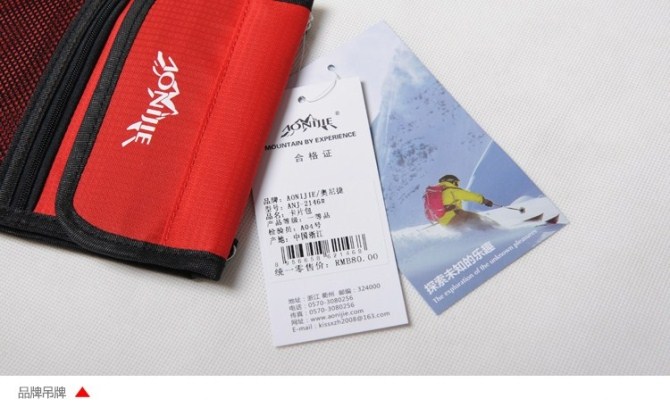 AONIJIE
AONIJIE ®
MOUNTAIN BY EXPERIENCE
合格证
品牌：AONIJIE/奥尼捷
型号：ANJ-2146#
品名：卡片包
产品等级：一等品
检验员：A04号
产地：中国浙江
统一零售价：RMB80.00
地址：浙江 衢州 邮编：324000
电话：0570-3080256
传真：0570-3080256
网址：www.aonijie.com
E-mail：kissxzh2008@163.com
探索未知的乐趣
The exploration of the unknown pleasures
品牌吊牌